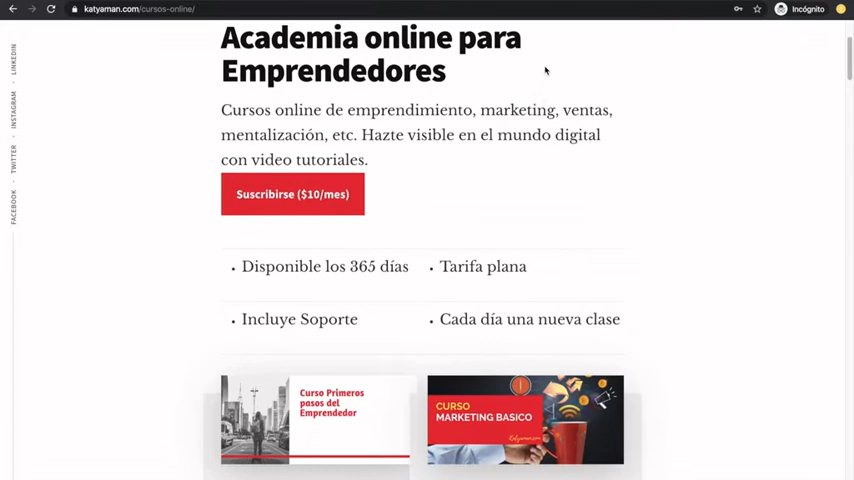 katyaman.com/cursos-online/
Incógnito
LINKEDIN
INSTAGRAM
TWITTER
FACEBOOK
Academia online para
Emprendedores
Cursos online de emprendimiento, marketing, ventas,
mentalización, etc. Hazte visible en el mundo digital
con video tutoriales.
Suscribirse ($10/mes)
• Disponible los 365 días
• Tarifa plana
• Incluye Soporte
• Cada día una nueva clase
Curso Primeros
pasos del
Emprendedor
CURSO
MARKETING BASICO
Katyaman.com